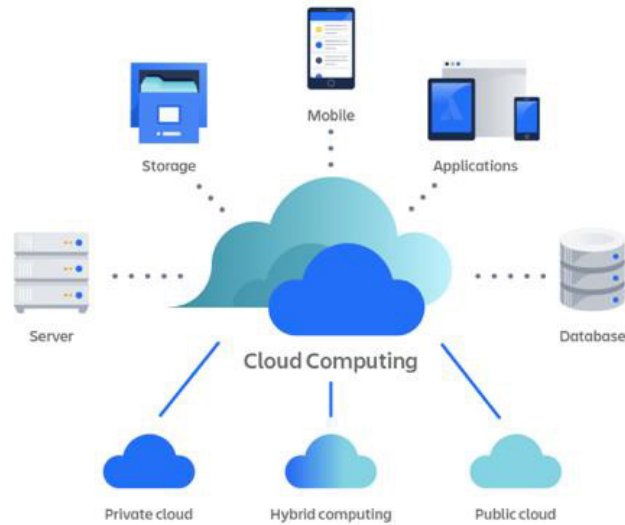 Mobile
Storage
Applications
Server
Database
Cloud Computing
Private cloud
Hybrid computing
Public cloud